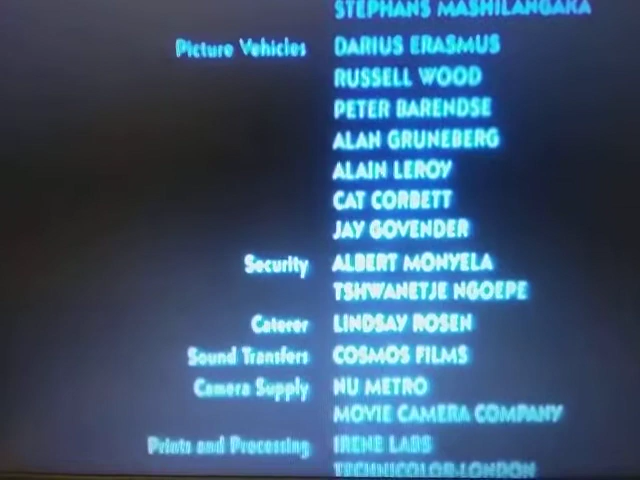 STEPHANS MASHILANGAKA
Picture Vehicles DARIUS ERASMUS
RUSSELL WOOD
PETER BARENDSE
ALAN GRUNEBERG
ALAIN LEROY
CAT CORBETT
JAY GOVENDER
Security ALBERT MONYELA
TSHWANETJE NGOEPE
Caterer LINDSAY ROSEN
Sound Transfers COSMOS FILMS
Camera Supply NU METRO
MOVIE CAMERA COMPANY
Prints and Processing IRENE LABS
TECHNICOLOR-LONDON